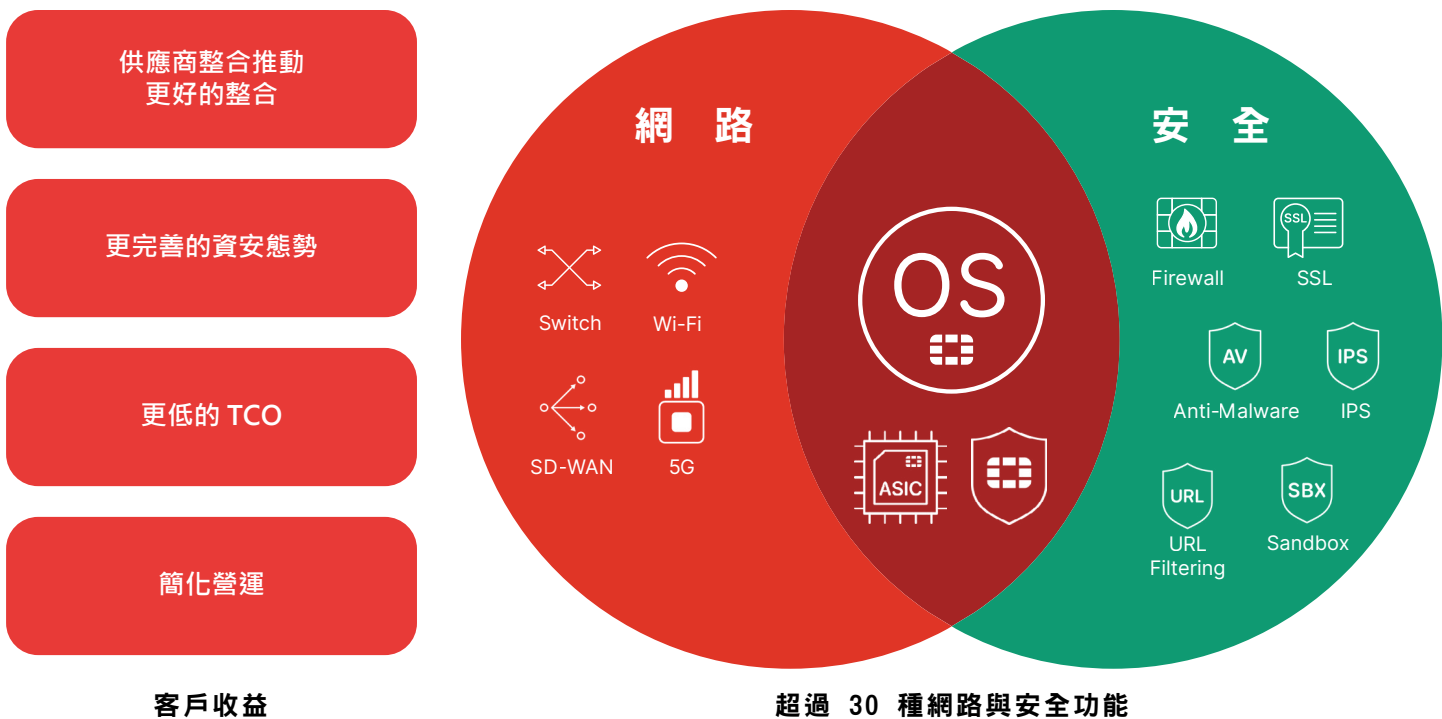 供應商整合推動
更好的整合
更完善的資安態勢
更低的 TCO
簡化營運
客戶收益
網 路
Switch
Wi-Fi
SD-WAN
5G
OS
ASIC
安 全
Firewall
SSL
SSL
AV
Anti-Malware
IPS
IPS
URL
URL
Filtering
SBX
Sandbox
超過 30 種網路與安全功能